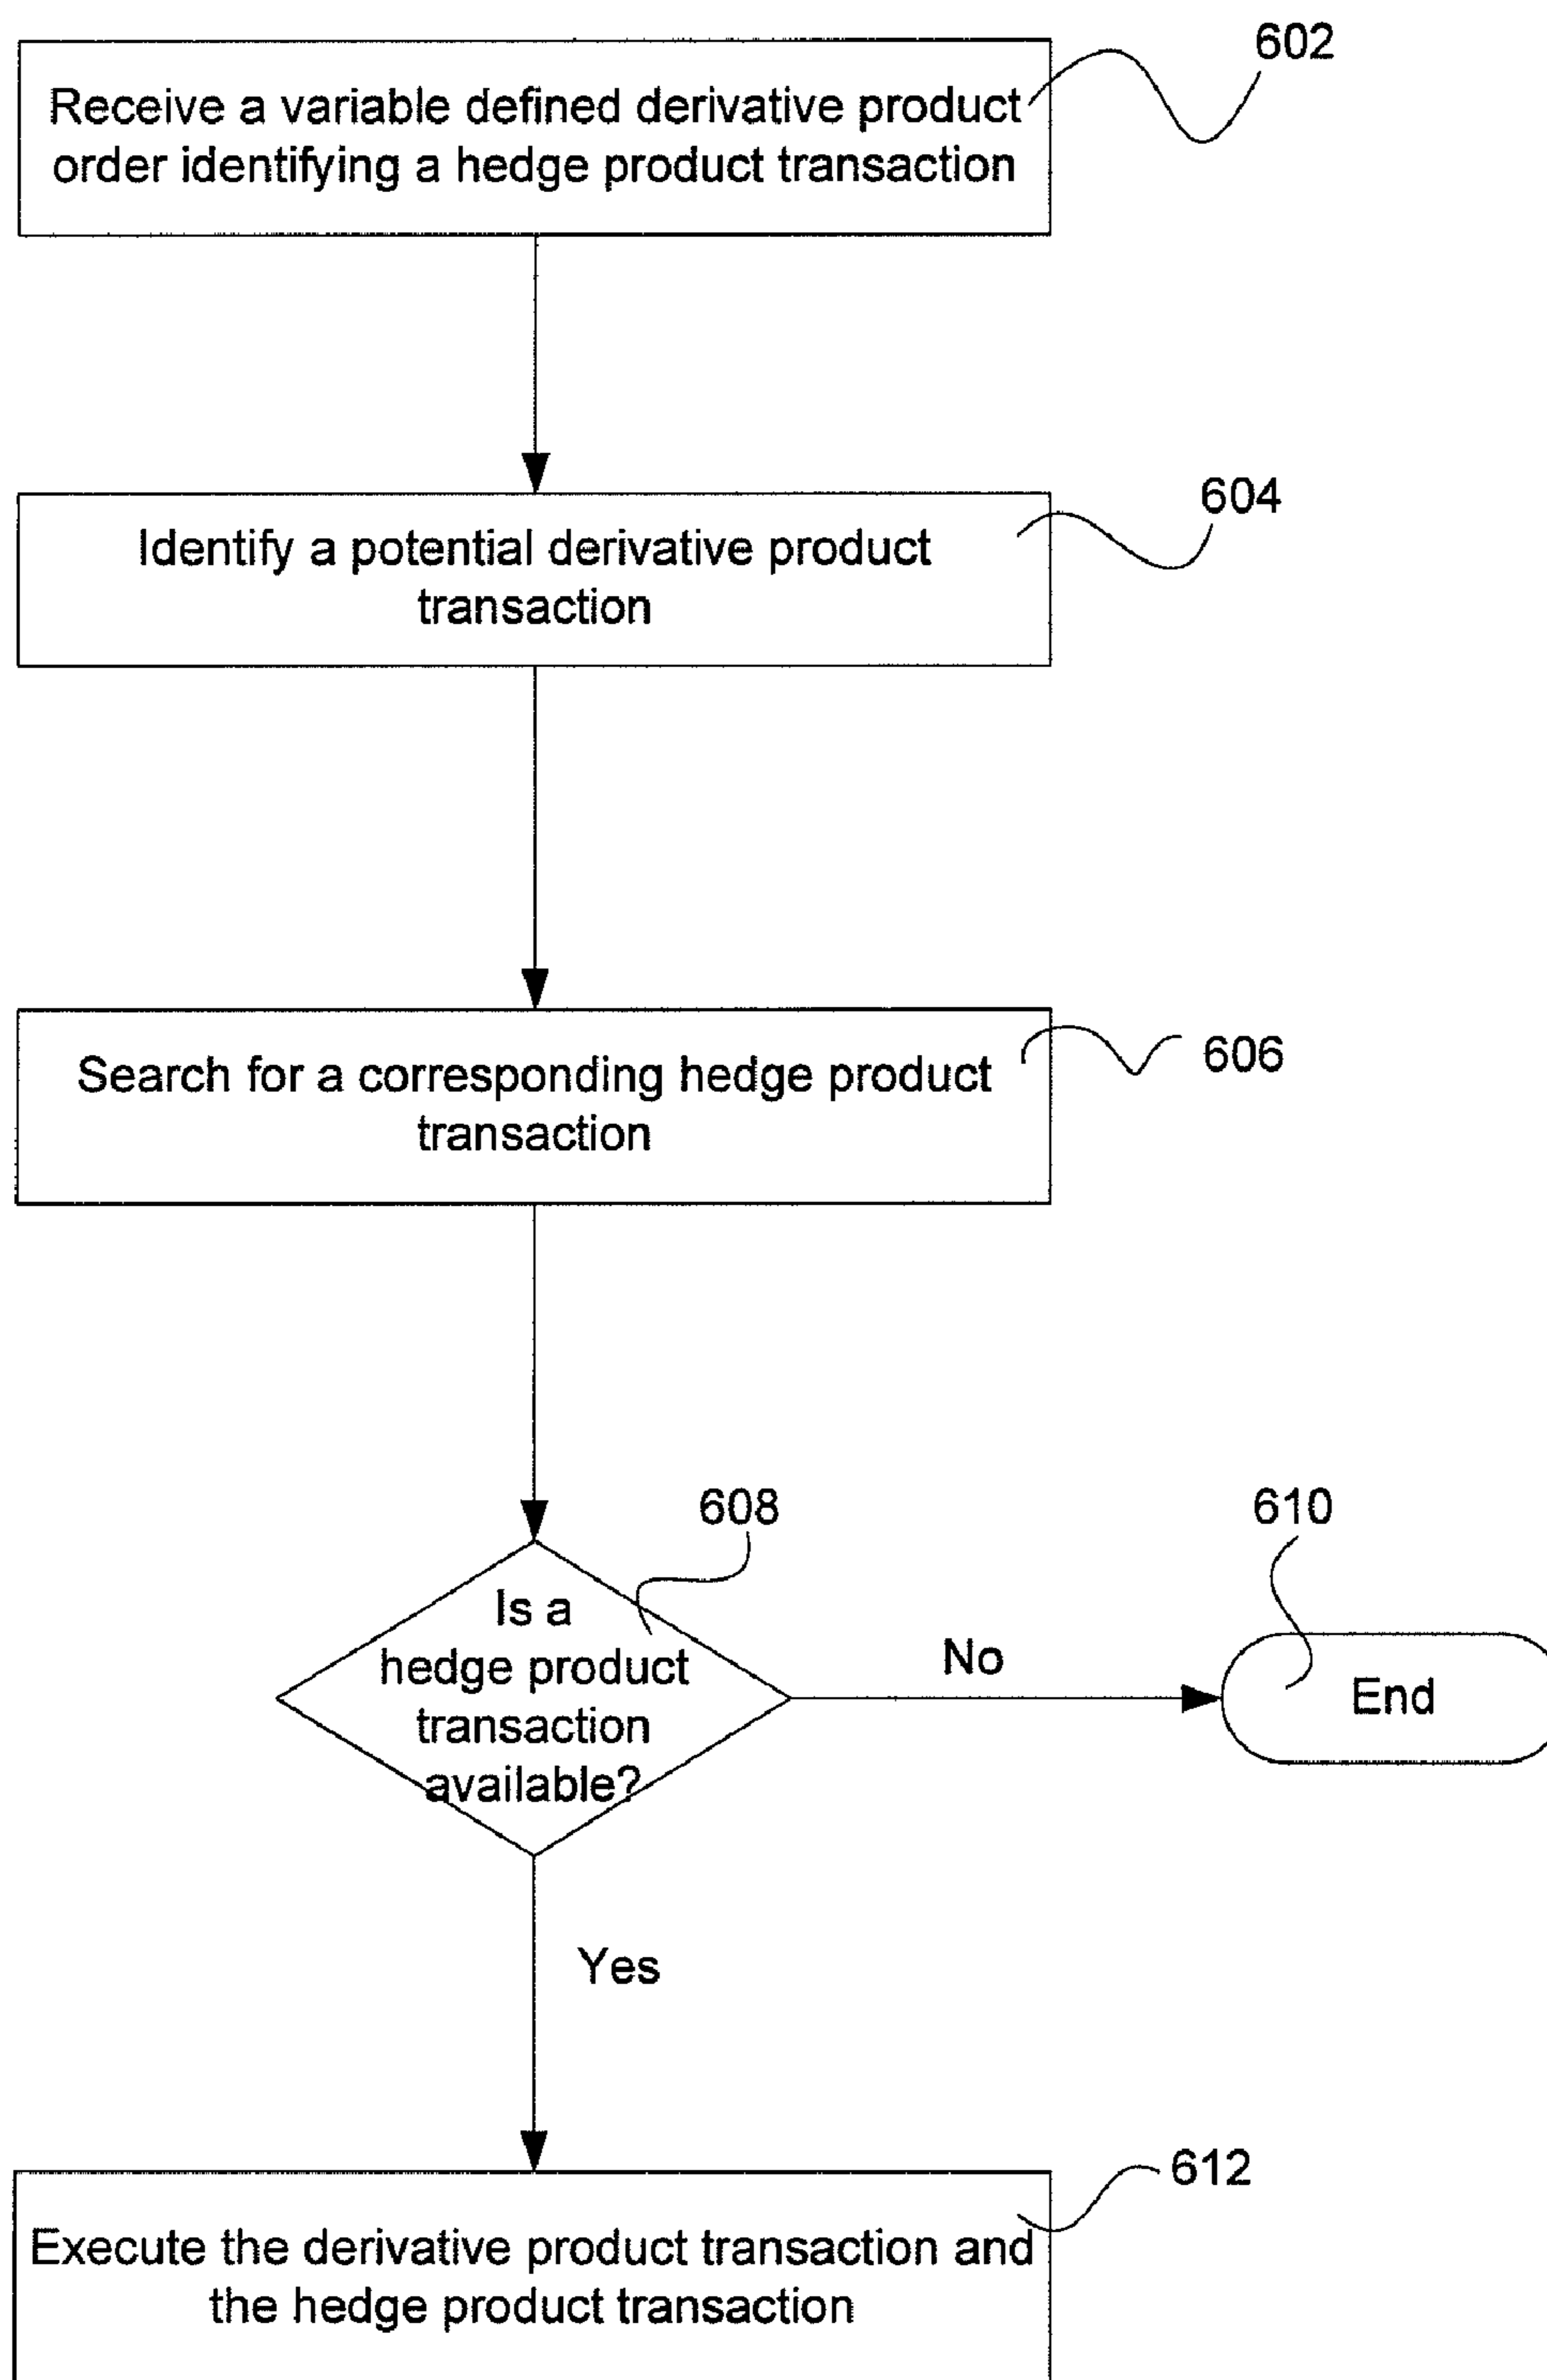 602
Receive a variable defined derivative product
order identifying a hedge product transaction
604
Identify a potential derivative product
transaction
606
Search for a corresponding hedge product
transaction
608
610
Is a
hedge product
transaction
available?
No
End
Yes
612
Execute the derivative product transaction and
the hedge product transaction